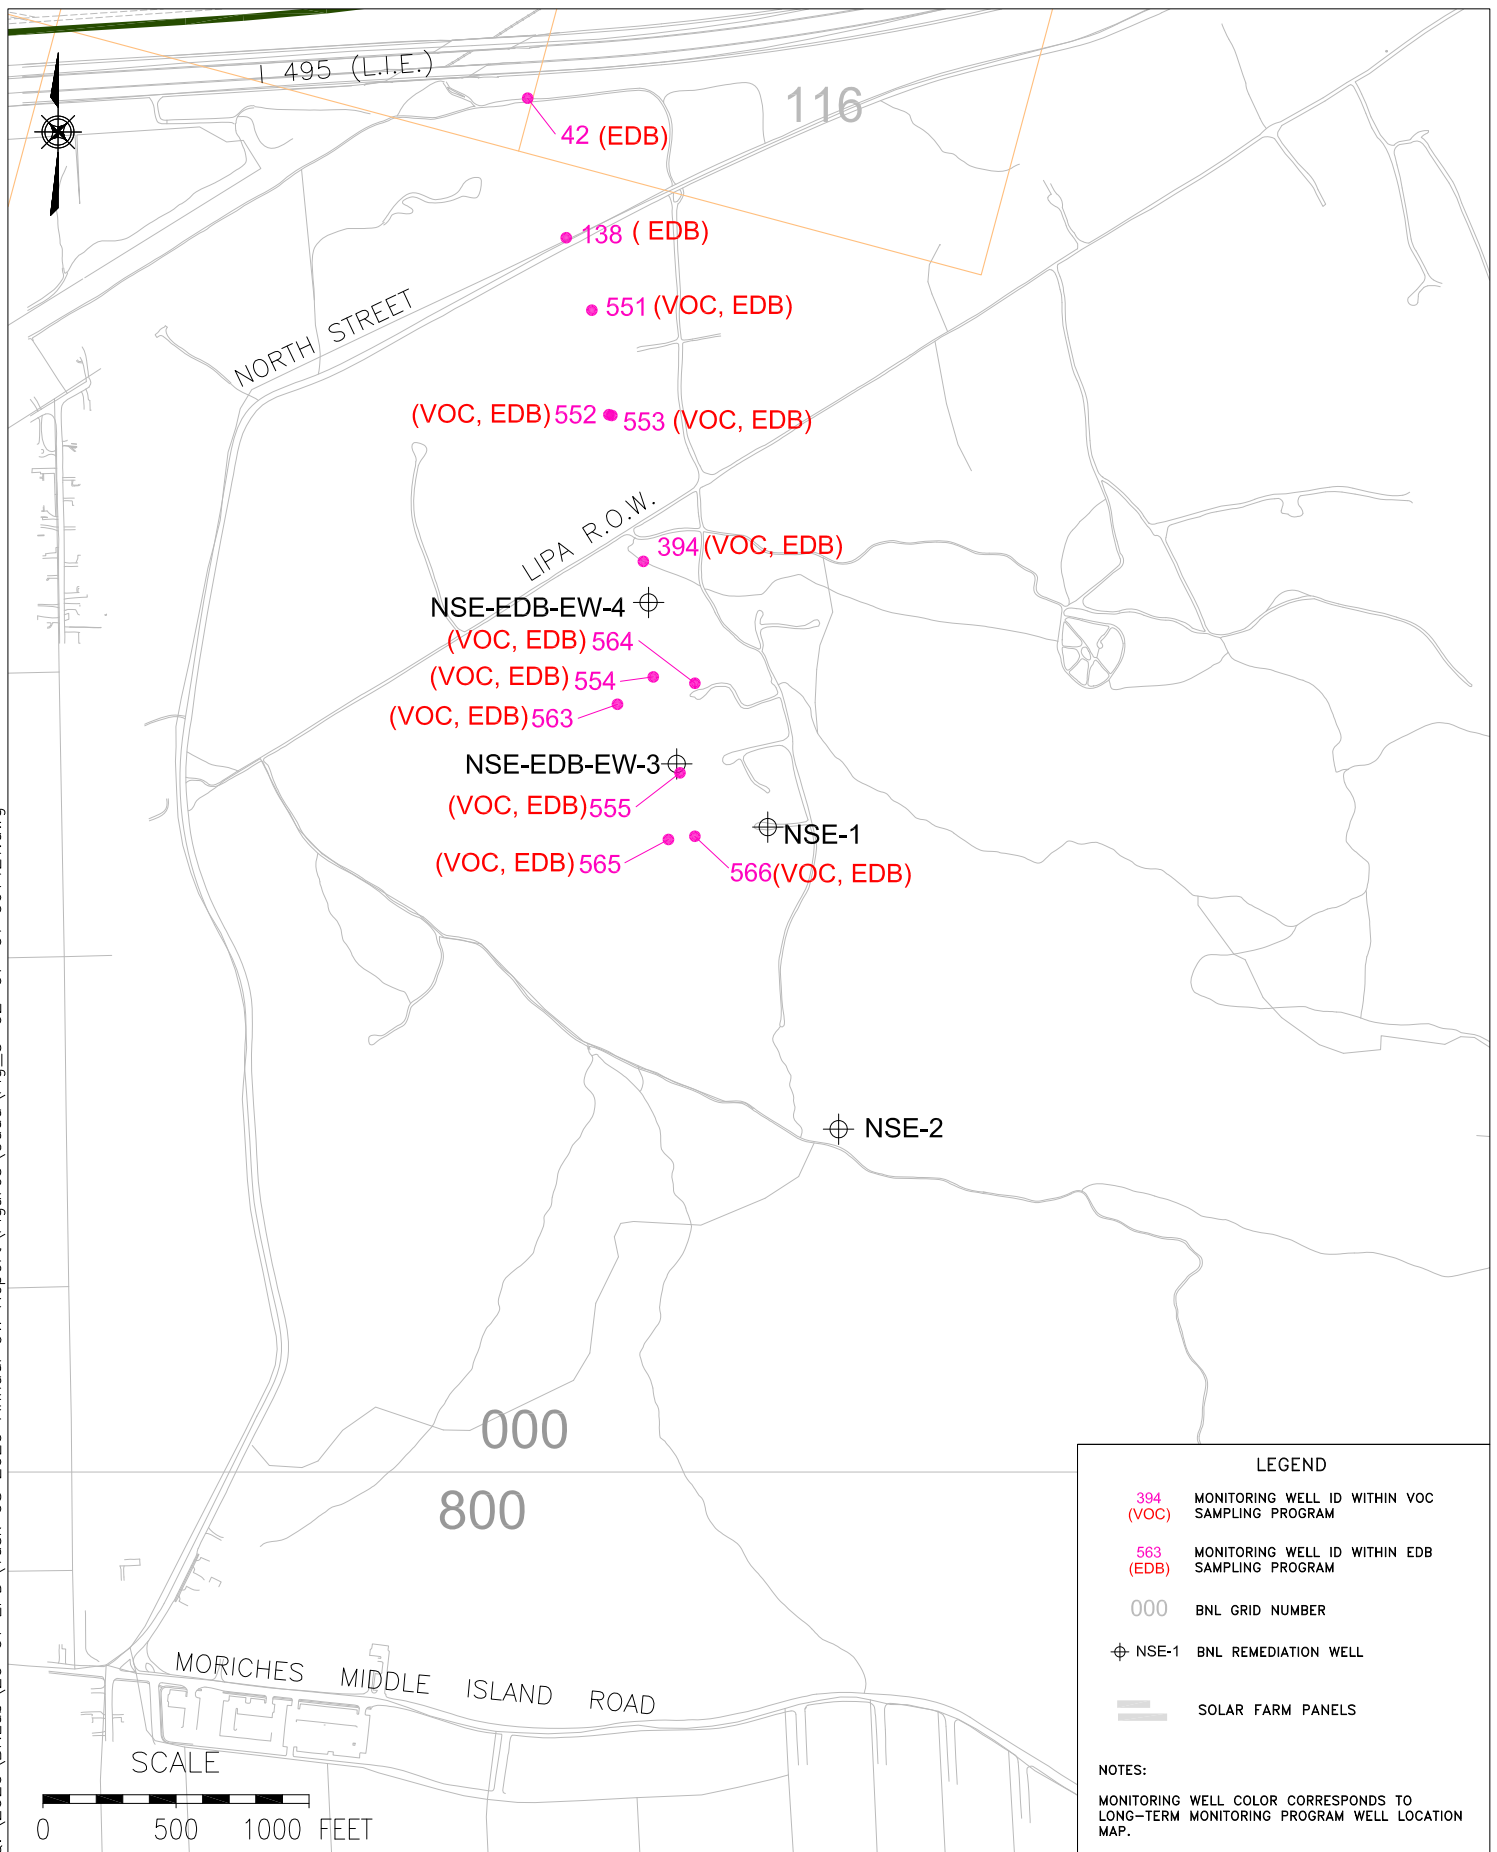 I 495 (L.I.E.)
116
42 (EDB)
138 ( EDB)
551 (VOC, EDB)
NORTH STREET
(VOC, EDB) 552
553 (VOC, EDB)
LIPA R.O.W.
394 (VOC, EDB)
NSE-EDB-EW-4
(VOC, EDB) 564
(VOC, EDB) 554
(VOC, EDB) 563
NSE-EDB-EW-3
(VOC, EDB) 555
NSE-1
(VOC, EDB) 565
566 (VOC, EDB)
NSE-2
000
800
MORICHES MIDDLE ISLAND ROAD
SCALE
0 500 1000 FEET
LEGEND
394 MONITORING WELL ID WITHIN VOC
(VOC) SAMPLING PROGRAM
563 MONITORING WELL ID WITHIN EDB
(EDB) SAMPLING PROGRAM
000 BNL GRID NUMBER
NSE-1 BNL REMEDIATION WELL
SOLAR FARM PANELS
NOTES:
MONITORING WELL COLOR CORRESPONDS TO
LONG-TERM MONITORING PROGRAM WELL LOCATION
MAP.